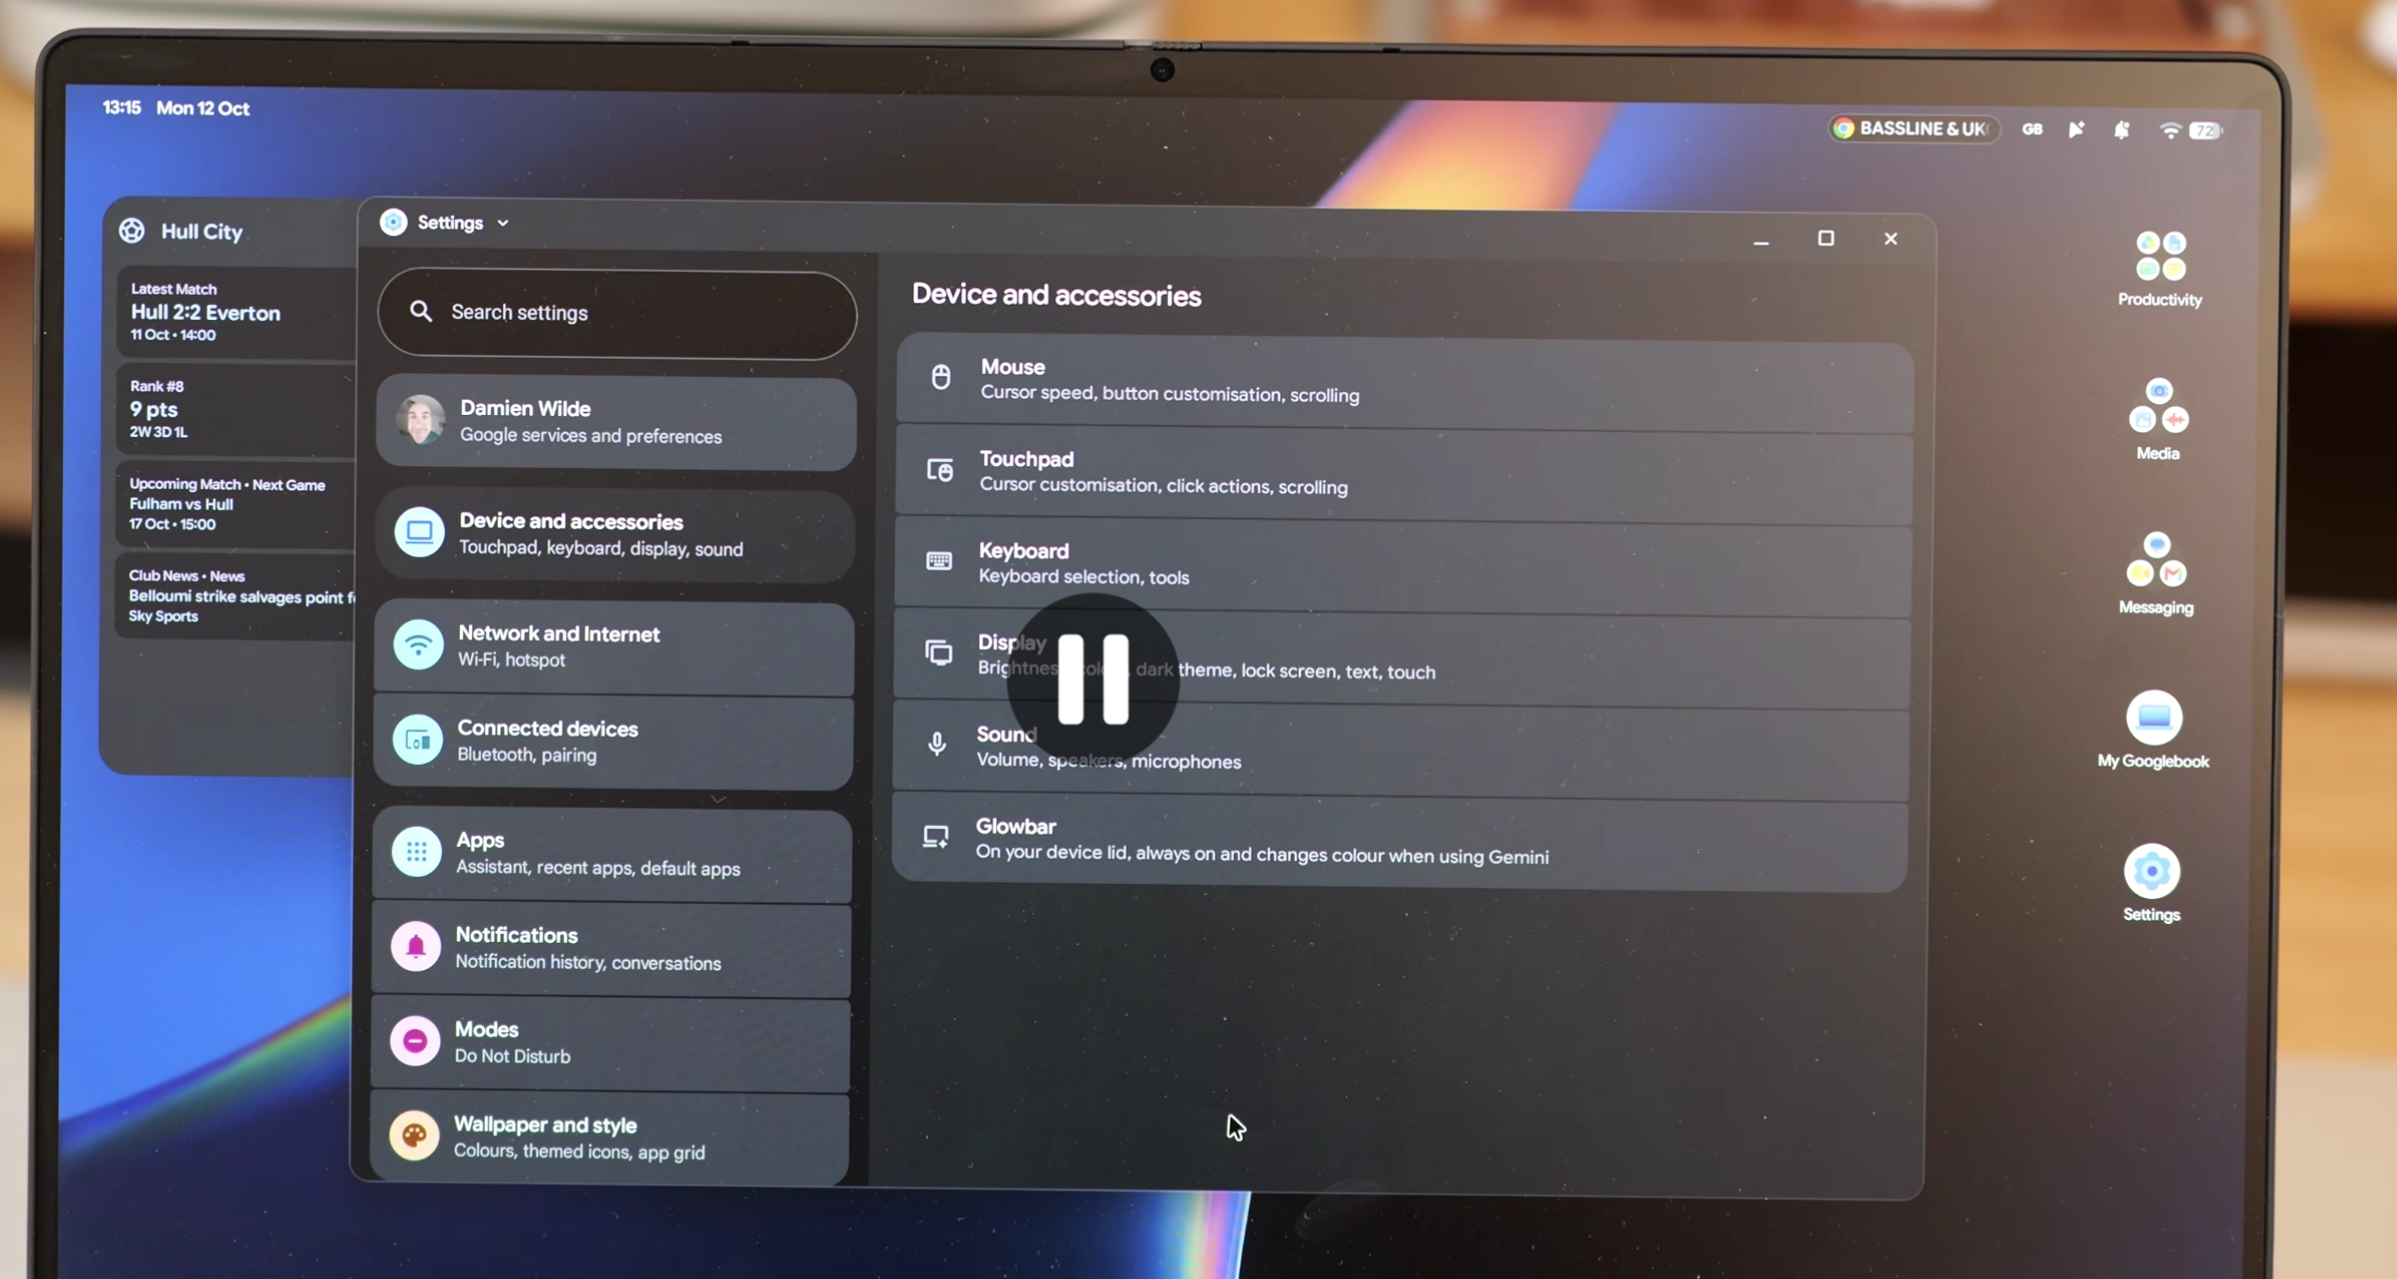 13:15 Mon 12 Oct
BASSLINE & UK
GB
72
Hull City
Latest Match
Hull 2:2 Everton
11 Oct • 14:00
Rank #8
9 pts
2W 3D 1L
Upcoming Match • Next Game
Fulham vs Hull
17 Oct • 15:00
Club News • News
Belloumi strike salvages point f
Sky Sports
Settings
Search settings
Damien Wilde
Google services and preferences
Device and accessories
Touchpad, keyboard, display, sound
Network and Internet
Wi-Fi, hotspot
Connected devices
Bluetooth, pairing
Apps
Assistant, recent apps, default apps
Notifications
Notification history, conversations
Modes
Do Not Disturb
Wallpaper and style
Colours, themed icons, app grid
Device and accessories
Mouse
Cursor speed, button customisation, scrolling
Touchpad
Cursor customisation, click actions, scrolling
Keyboard
Keyboard selection, tools
Display
Brightness, dark theme, lock screen, text, touch
Sound
Volume, speakers, microphones
Glowbar
On your device lid, always on and changes colour when using Gemini
Productivity
Media
Messaging
My Googlebook
Settings